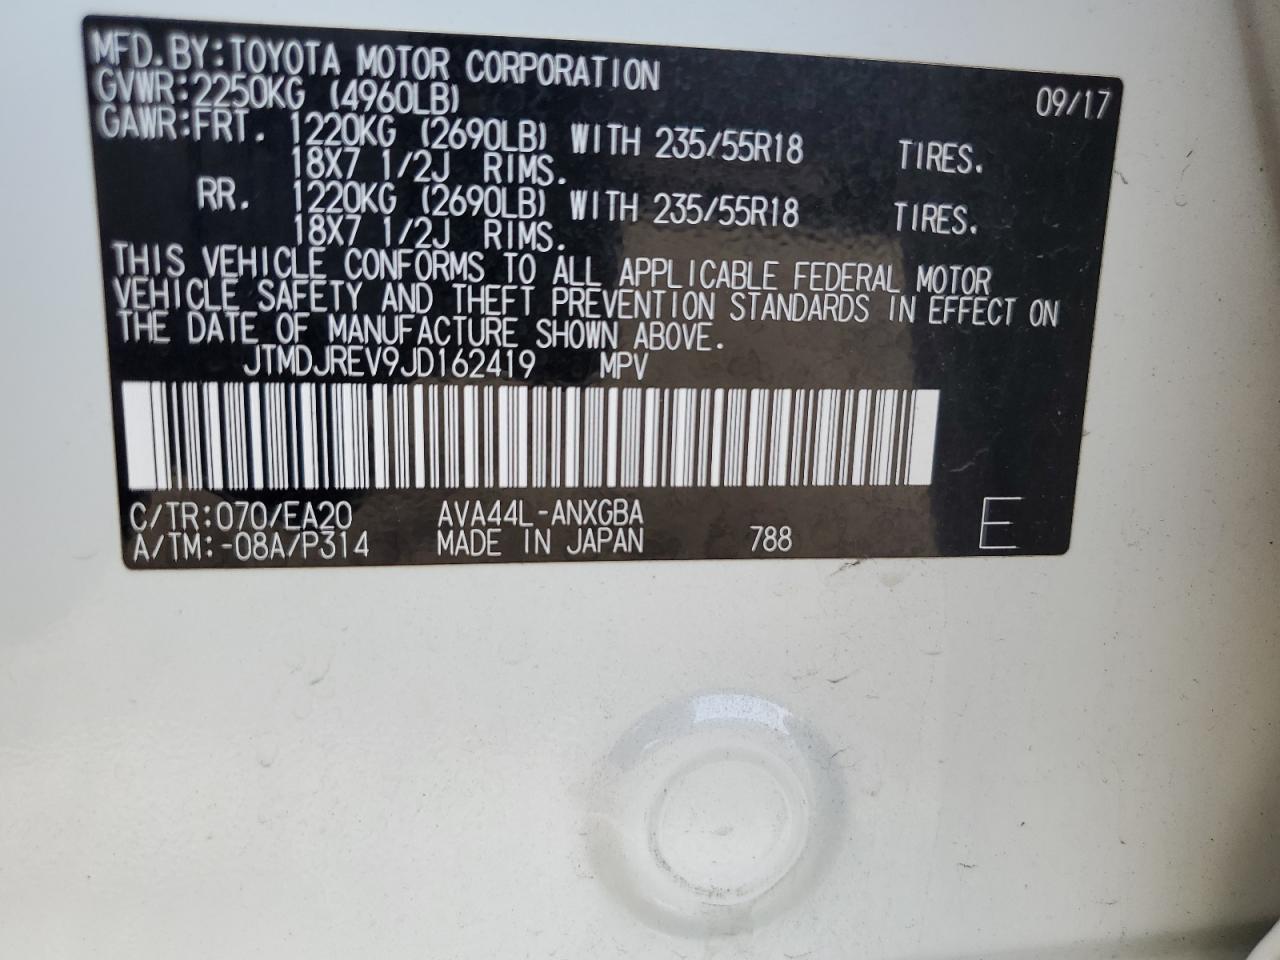 MFD.BY:TOYOTA MOTOR CORPORATION 09/17
GVWR:2250KG (4960LB)
GAWR:FRT. 1220KG (2690LB) WITH 235/55R18 TIRES.
18X7 1/2J RIMS.
RR. 1220KG (2690LB) WITH 235/55R18 TIRES.
18X7 1/2J RIMS.
THIS VEHICLE CONFORMS TO ALL APPLICABLE FEDERAL MOTOR
VEHICLE SAFETY AND THEFT PREVENTION STANDARDS IN EFFECT ON
THE DATE OF MANUFACTURE SHOWN ABOVE.
JTMDJREV9JD162419 MPV
C/TR:070/EA20 AVA44L-ANXGBA
A/TM:-08A/P314 MADE IN JAPAN 788 E